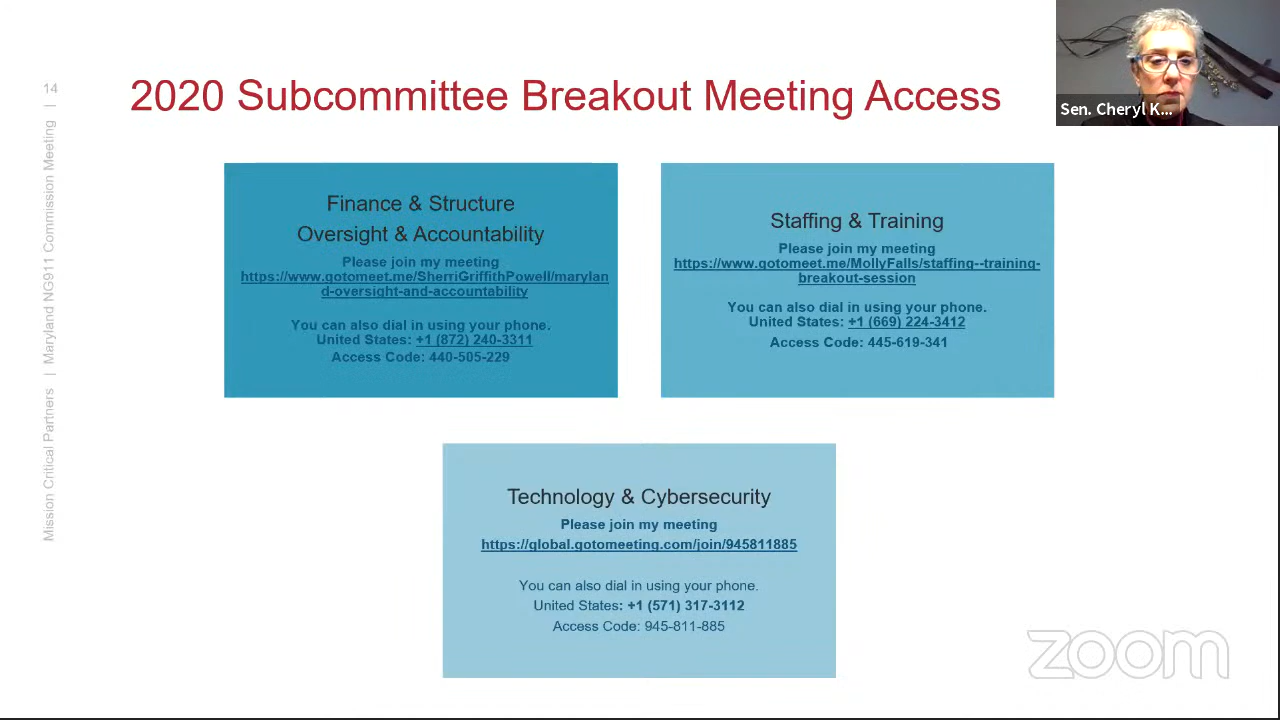 2020 Subcommittee Breakout Meeting Access
Sen. Cheryl K...
Mission Critical Partners | Maryland NG911 Commission Meeting | 14
Finance & Structure
Oversight & Accountability
Please join my meeting
https://www.gotomeet.me/SherriGriffithPowell/marylan
d-oversight-and-accountability
You can also dial in using your phone.
United States: +1 (872) 240-3311
Access Code: 440-505-229
Staffing & Training
Please join my meeting
https://www.gotomeet.me/MollyFalls/staffing--training-
breakout-session
You can also dial in using your phone.
United States: +1 (669) 224-3412
Access Code: 445-619-341
Technology & Cybersecurity
Please join my meeting
https://global.gotomeeting.com/join/945811885
You can also dial in using your phone.
United States: +1 (571) 317-3112
Access Code: 945-811-885
zoom